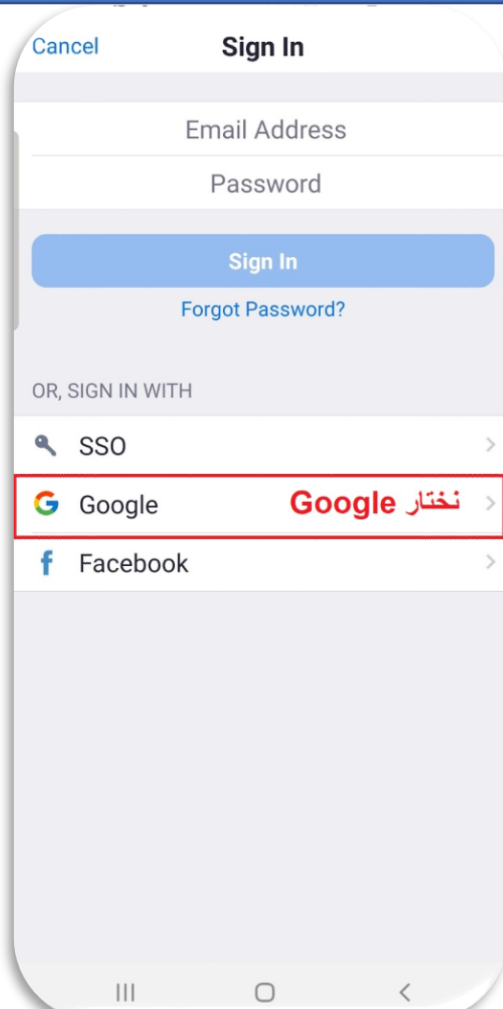 Cancel Sign In
Email Address
Password
Sign In
Forgot Password?
OR, SIGN IN WITH
SSO
Google نختار Google
Facebook